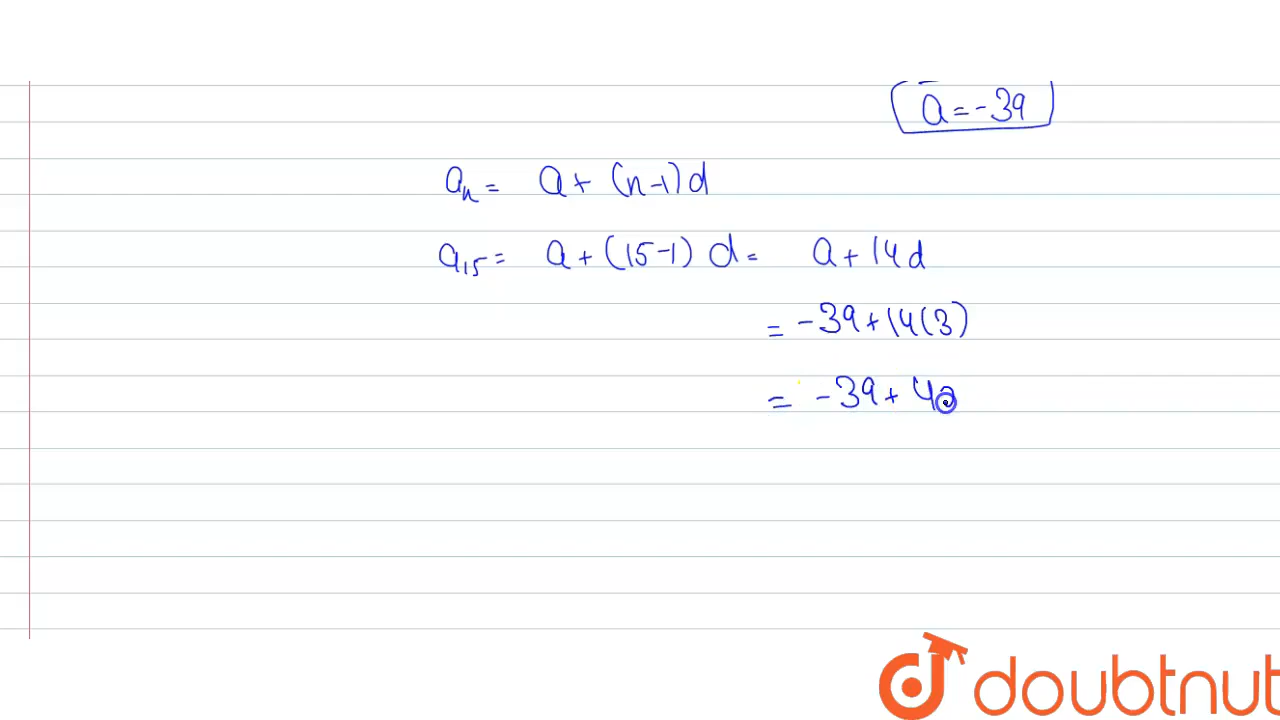 a = -39
aₙ = a + (n-1)d
a₁₅ = a + (15-1) d = a + 14d
= -39 + 14(3)
= -39 + 42
doubtnut